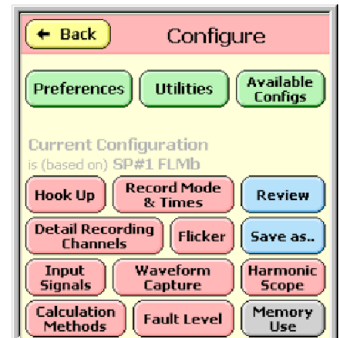 ← Back Configure
Preferences Utilities Available Configs
Current Configuration
is (based on) SP#1 FLMb
Hook Up Record Mode & Times Review
Detail Recording Channels Flicker Save as..
Input Signals Waveform Capture Harmonic Scope
Calculation Methods Fault Level Memory Use